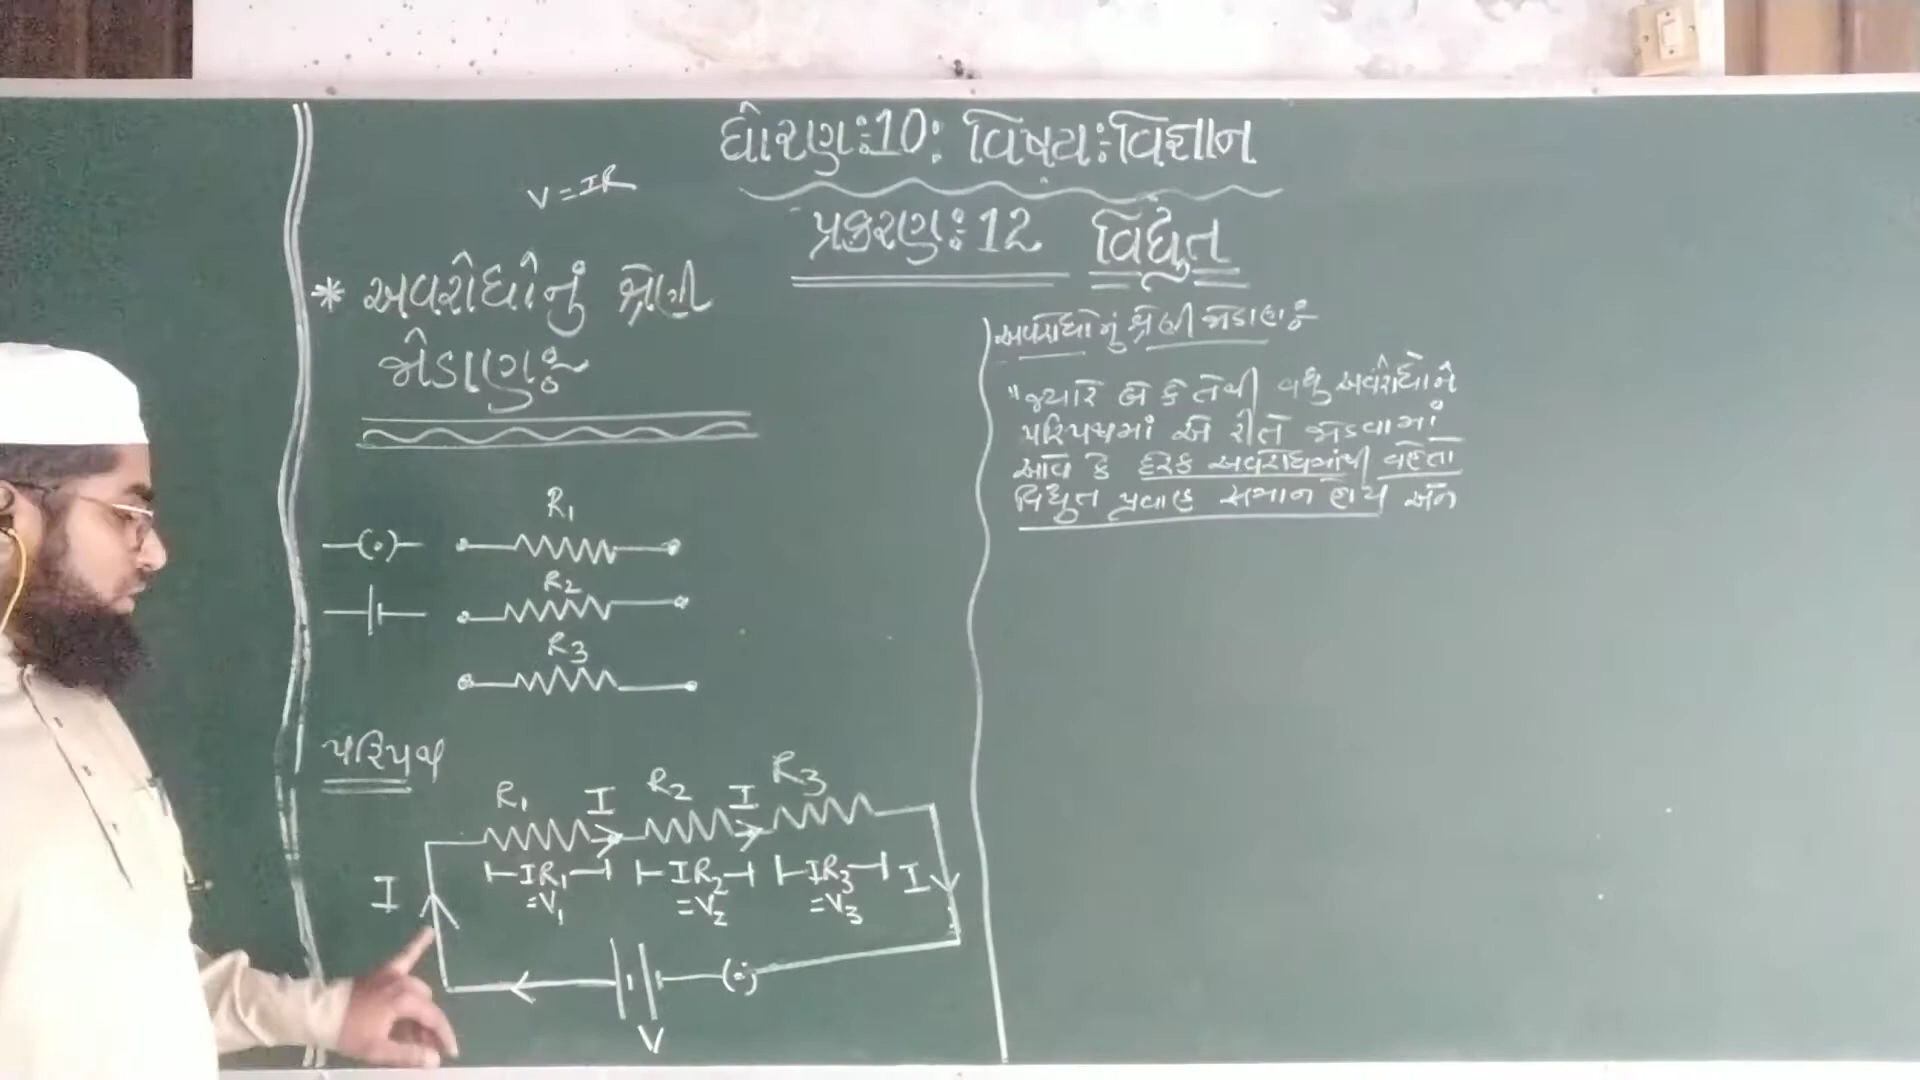 ધોરણ:10: વિષય:વિજ્ઞાન
પ્રકરણ:12 વિદ્યુત
V = IR
* અવરોધોનું શ્રેણી
જોડાણ:
R1
R2
R3
પરિપથ
R1 I R2 I R3
I IR1 IR2 IR3 I
=V1 =V2 =V3
V
અવરોધોનું શ્રેણી જોડાણ:
"જ્યારે બે કે તેથી વધુ અવરોધોને
પરિપથમાં એ રીતે જોડવામાં
આવે કે દરેક અવરોધમાંથી વહેતો
વિદ્યુત પ્રવાહ સમાન હોય અને